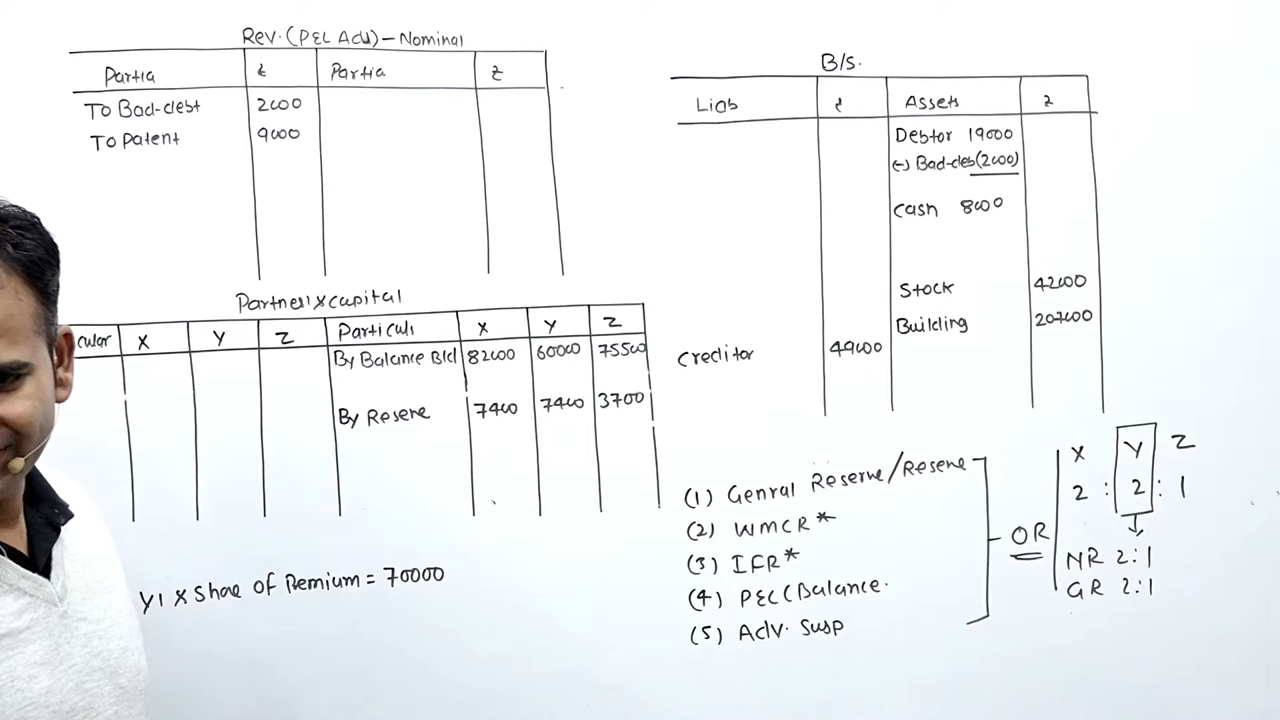 Rev. (P&L Adj) - Nominal
Partia ₹ Partia ₹
To Bad-debt 2000
To Patent 9000
Partner's capital
cular X Y Z Particuls X Y Z
By Balance B/d 82000 60000 75500
By Reserve 7400 7400 3700
Y's share of Premium = 70000
B/s.
Liab ₹ Assets ₹
Debtor 19000
(-) Bad-deb (2000)
Cash 8000
Stock 42000
Building 207000
Creditor 49000
(1) Genral Reserve/Reserve
(2) WMCR*
(3) IFR*
(4) P&L (Balance.
(5) Adv. Susp
OR
X Y Z
2 : 2 : 1
NR 2:1
GR 2:1